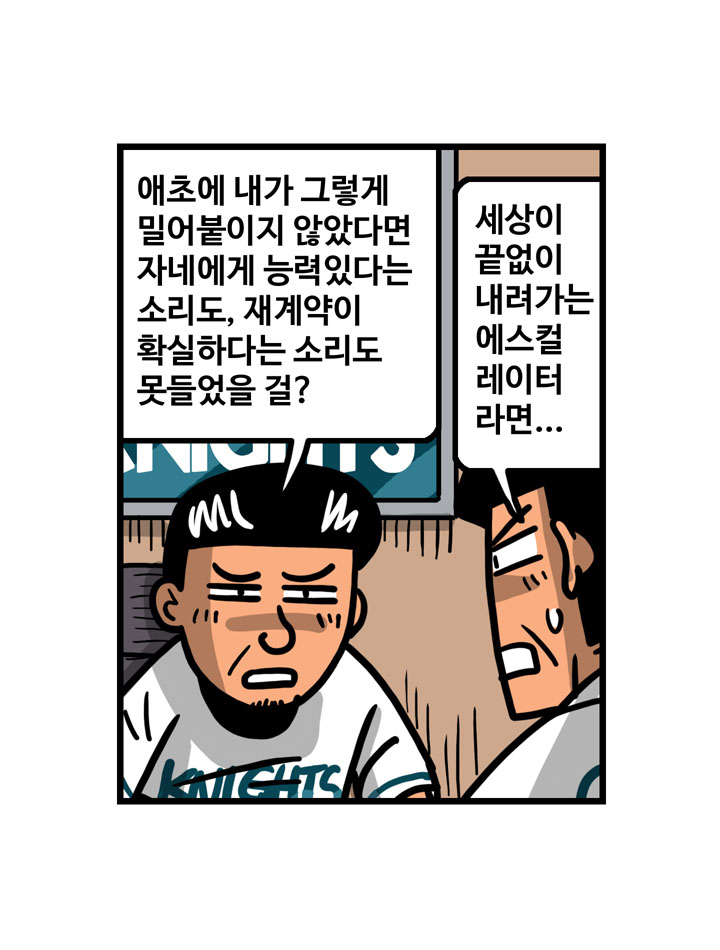 애초에 내가 그렇게
밀어붙이지 않았다면
자네에게 능력있다는
소리도, 재계약이
확실하다는 소리도
못들었을 걸?
세상이
끝없이
내려가는
에스컬
레이터
라면...
KNIGHTS
KNIGHTS